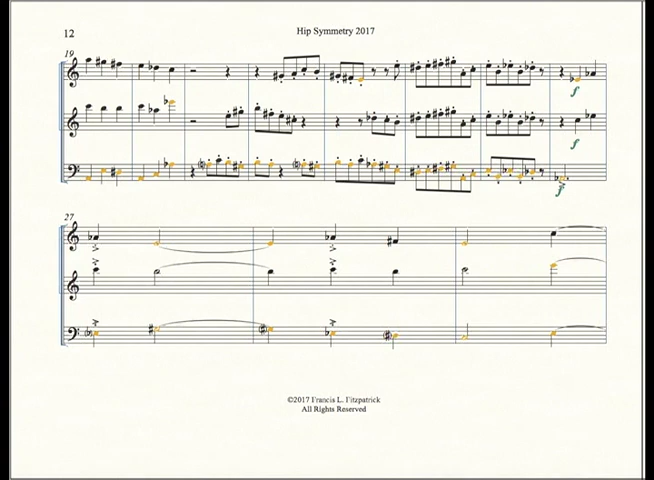 12
Hip Symmetry 2017
19
f
f
f
27
©2017 Francis L. Fitzpatrick
All Rights Reserved